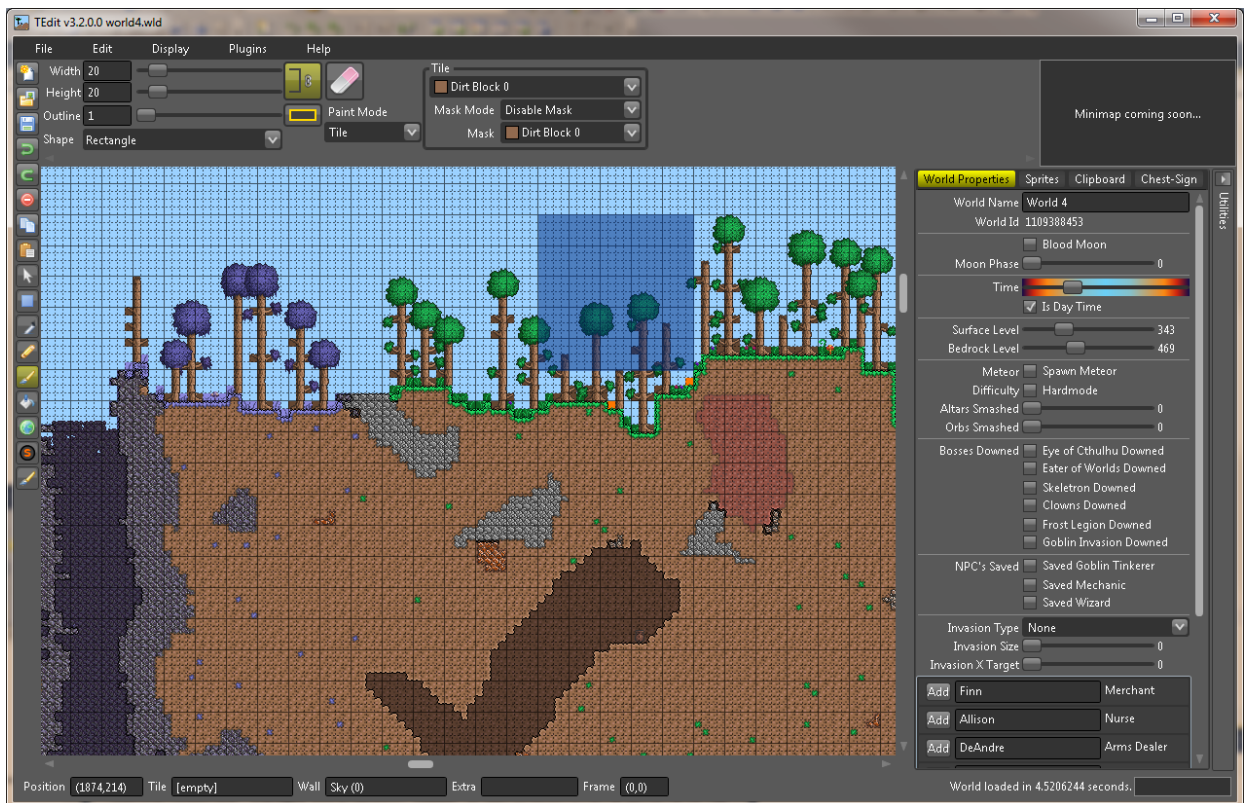 TEdit v3.2.0.0 world4.wld
File Edit Display Plugins Help
Width 20
Height 20
Outline 1
Shape Rectangle
Paint Mode
Tile
Tile
Dirt Block 0
Mask Mode Disable Mask
Mask Dirt Block 0
Minimap coming soon...
World Properties Sprites Clipboard Chest-Sign
Utilities
World Name World 4
World Id 1109388453
Blood Moon
Moon Phase 0
Time
Is Day Time
Surface Level 343
Bedrock Level 469
Meteor Spawn Meteor
Difficulty Hardmode
Altars Smashed 0
Orbs Smashed 0
Bosses Downed Eye of Cthulhu Downed
Eater of Worlds Downed
Skeletron Downed
Clowns Downed
Frost Legion Downed
Goblin Invasion Downed
NPC's Saved Saved Goblin Tinkerer
Saved Mechanic
Saved Wizard
Invasion Type None
Invasion Size 0
Invasion X Target 0
Add Finn Merchant
Add Allison Nurse
Add DeAndre Arms Dealer
Position (1874,214) Tile [empty] Wall Sky (0) Extra Frame (0,0) World loaded in 4.5206244 seconds.